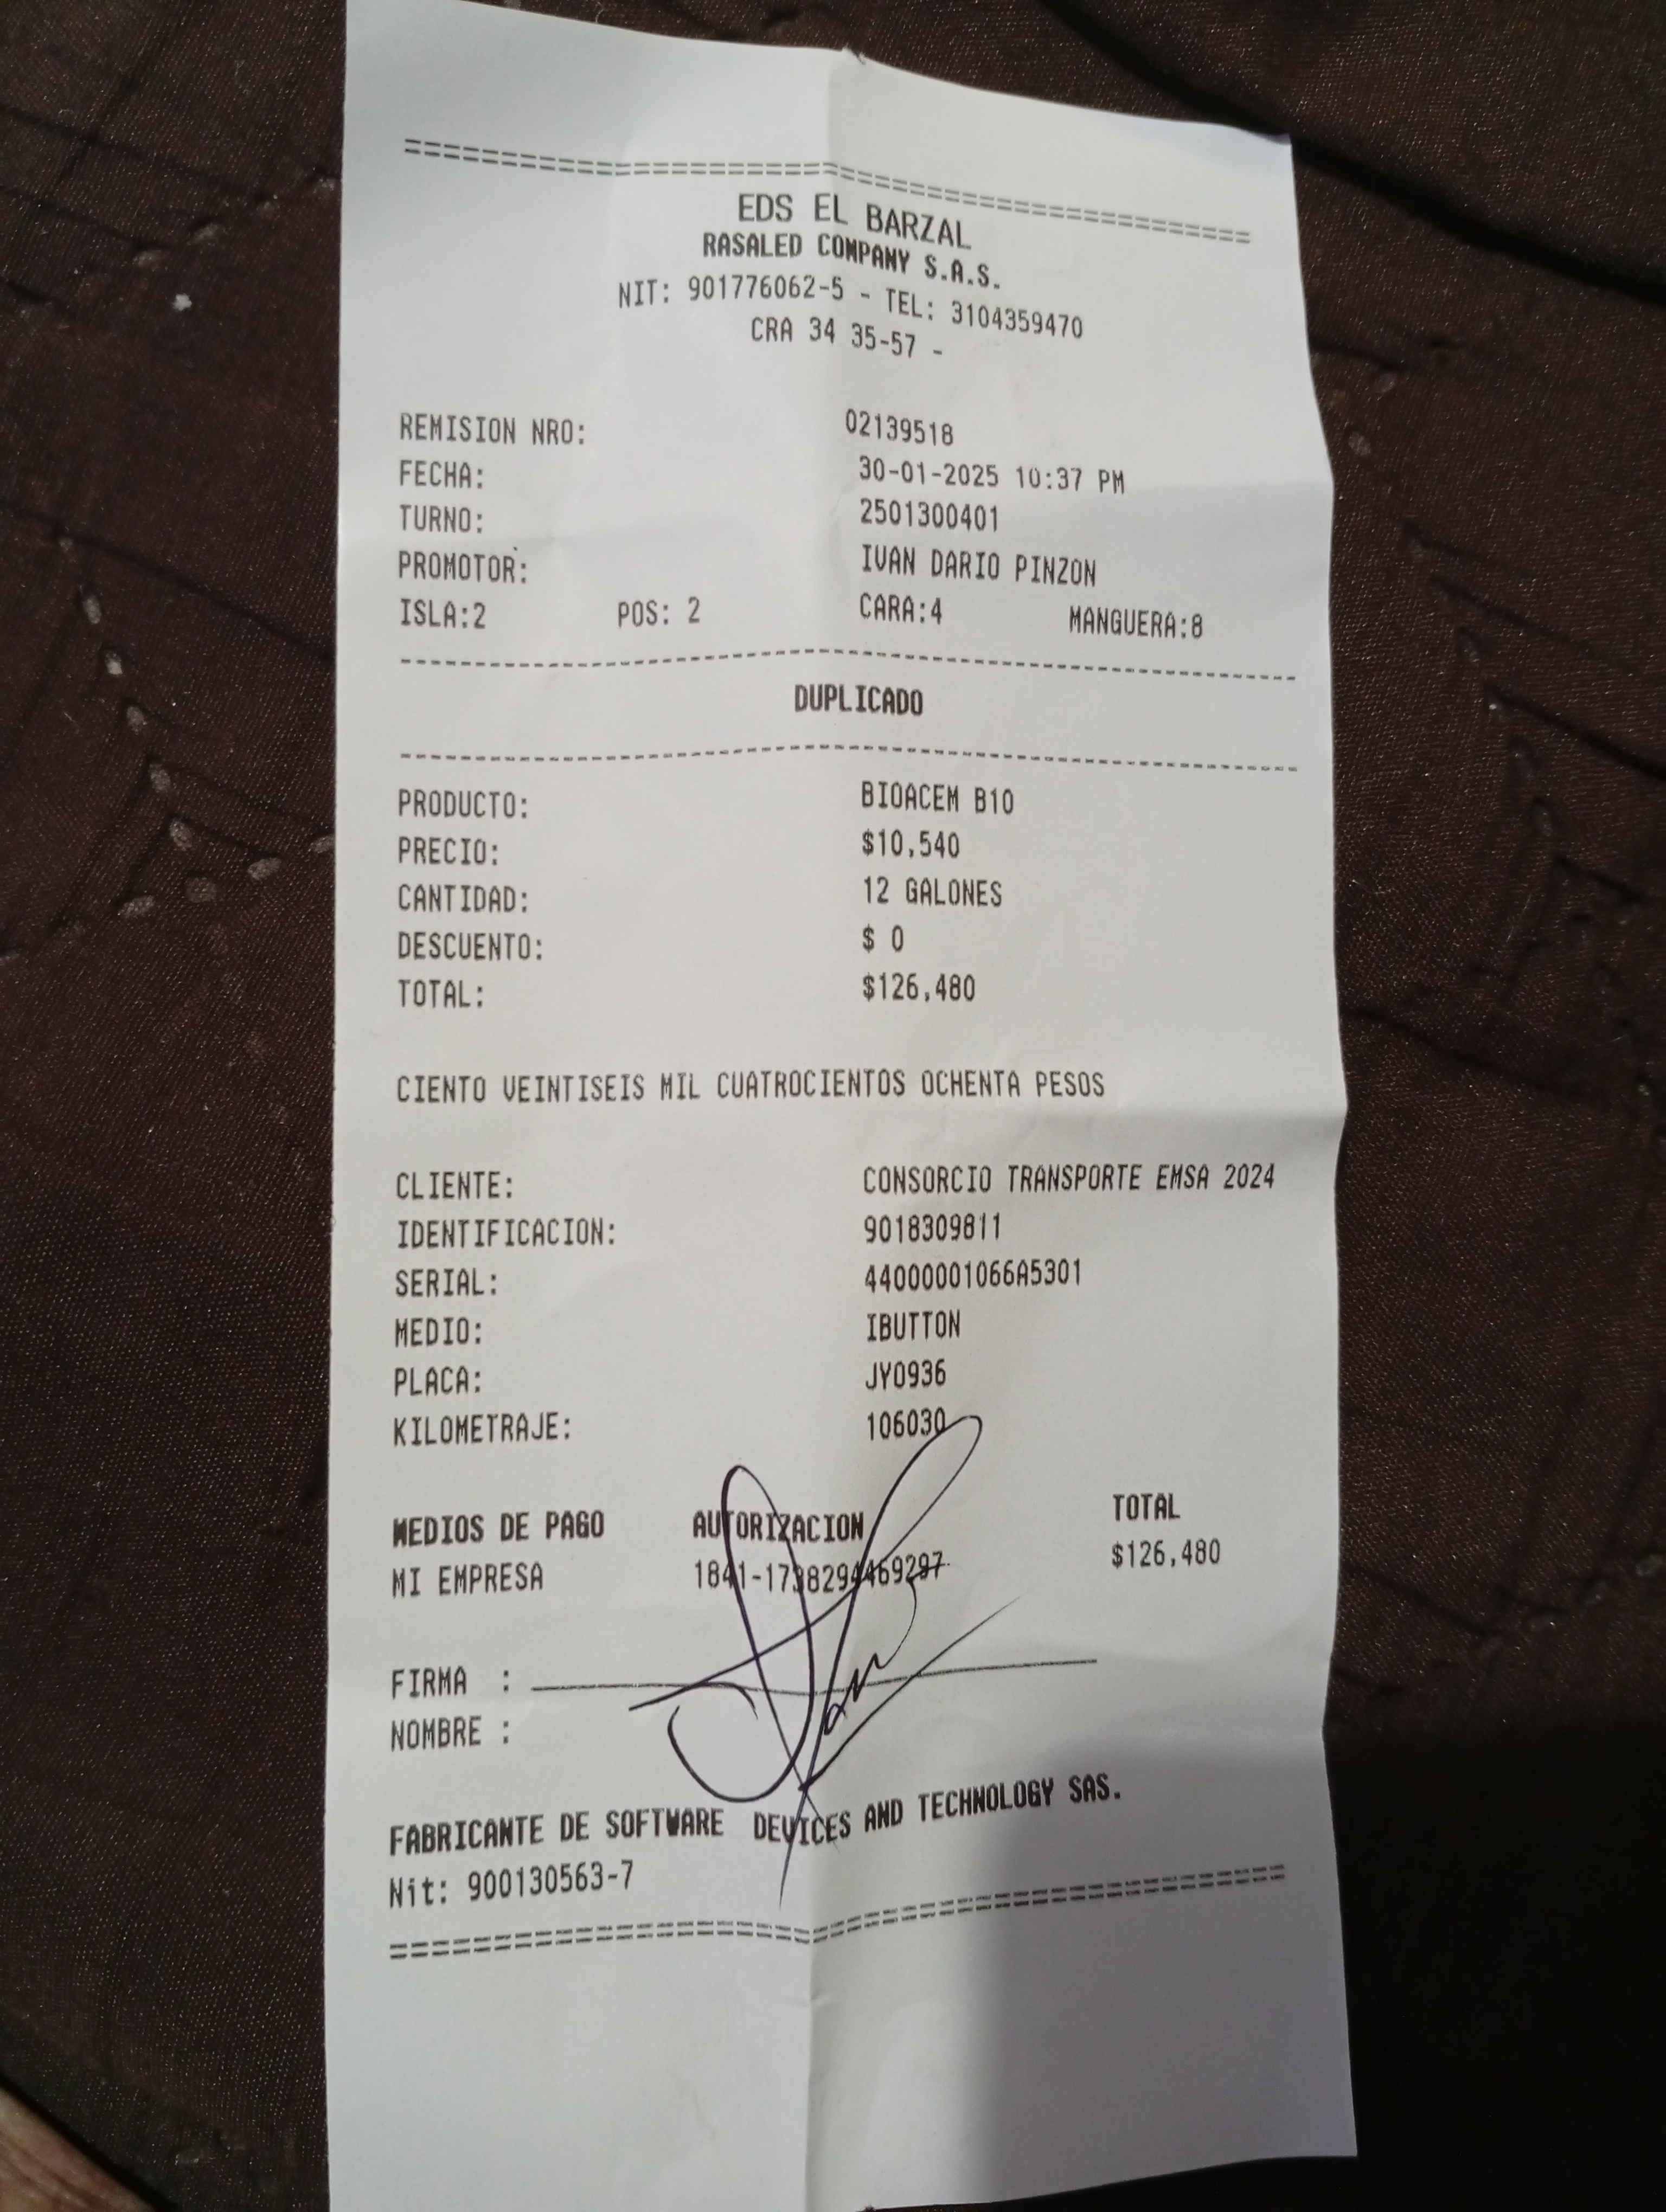 ==========================================
EDS EL BARZAL
RASALED COMPANY S.A.S.
NIT: 901776062-5 - TEL: 3104359470
CRA 34 35-57 -
REMISION NRO: 02139518
FECHA: 30-01-2025 10:37 PM
TURNO: 2501300401
PROMOTOR: IVAN DARIO PINZON
ISLA:2 POS: 2 CARA:4 MANGUERA:8
------------------------------------------
DUPLICADO
------------------------------------------
PRODUCTO: BIOACEM B10
PRECIO: $10,540
CANTIDAD: 12 GALONES
DESCUENTO: $ 0
TOTAL: $126,480
CIENTO VEINTISEIS MIL CUATROCIENTOS OCHENTA PESOS
CLIENTE: CONSORCIO TRANSPORTE EMSA 2024
IDENTIFICACION: 9018309811
SERIAL: 44000001066A5301
MEDIO: IBUTTON
PLACA: JYO936
KILOMETRAJE: 106030
MEDIOS DE PAGO AUTORIZACION TOTAL
MI EMPRESA 1841-1738294469297 $126,480
FIRMA :
NOMBRE :
FABRICANTE DE SOFTWARE DEVICES AND TECHNOLOGY SAS.
Nit: 900130563-7
==========================================